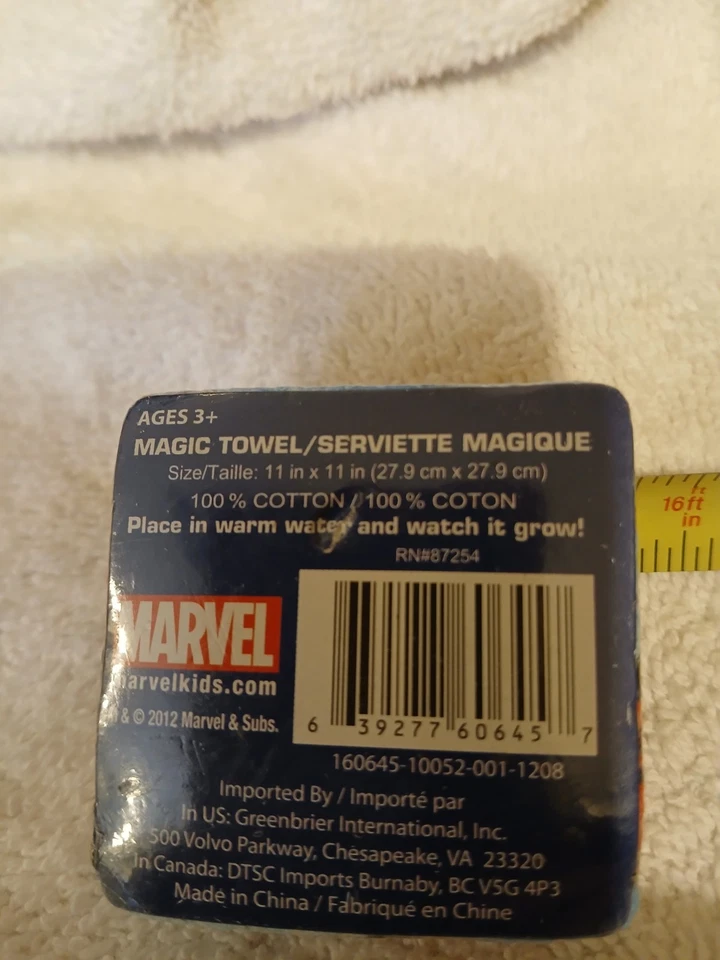 AGES 3+
MAGIC TOWEL/SERVIETTE MAGIQUE
Size/Taille: 11 in x 11 in (27.9 cm x 27.9 cm)
100 % COTTON / 100 % COTON
Place in warm water and watch it grow!
RN#87254
MARVEL
arvelkids.com
& © 2012 Marvel & Subs.
6 39277 60645 7
160645-10052-001-1208
Imported By / Importé par
In US: Greenbrier International, Inc.
500 Volvo Parkway, Chesapeake, VA 23320
In Canada: DTSC Imports Burnaby, BC V5G 4P3
Made in China / Fabriqué en Chine
ft
16ft
in